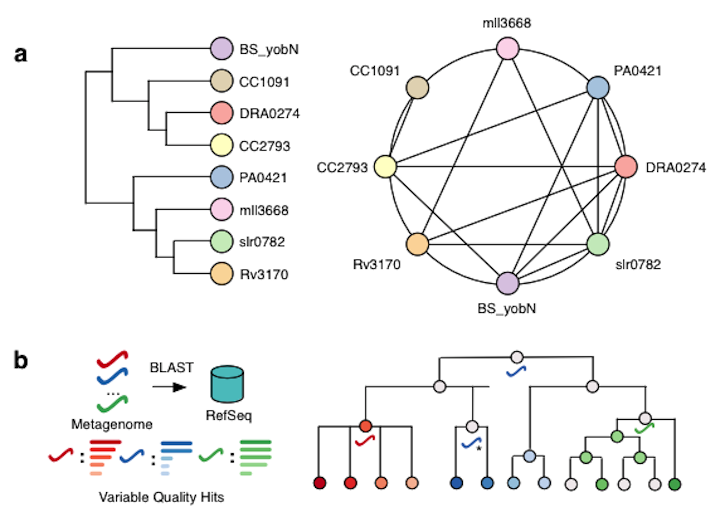 a
BS_yobN
CC1091
DRA0274
CC2793
PA0421
mll3668
slr0782
Rv3170
mll3668
CC1091
PA0421
CC2793
DRA0274
Rv3170
slr0782
BS_yobN
b
BLAST
...
Metagenome
RefSeq
: : :
Variable Quality Hits
*